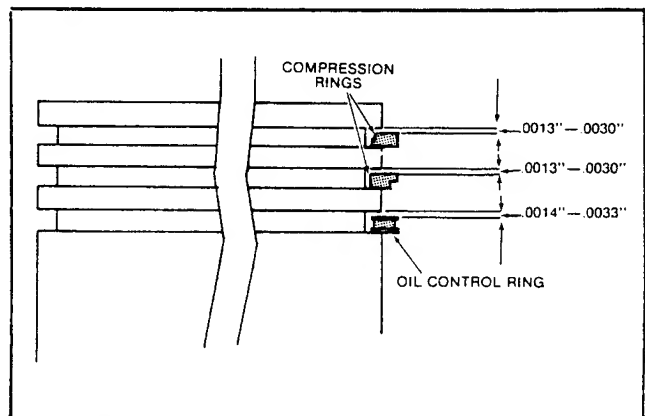 COMPRESSION
RINGS
.0013"—.0030"
.0013"—.0030"
.0014"—.0033"
OIL CONTROL RING